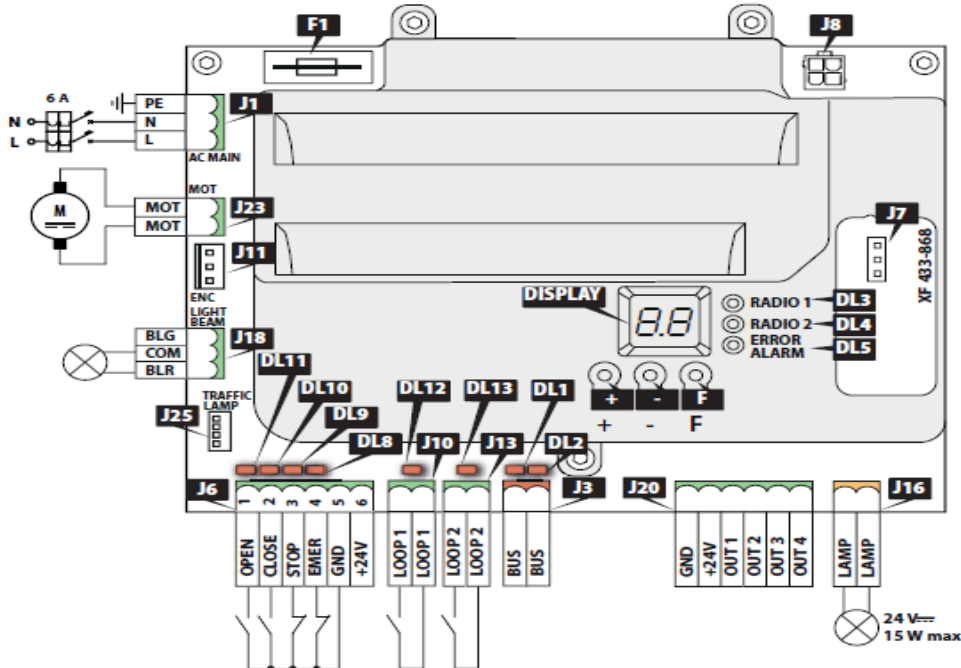 F1
J8
6 A
PE
J1
N
N
L
L
AC MAIN
MOT
MOT
J23
M
MOT
J7
J11
XF 433-868
ENC
DISPLAY
8.8
RADIO 1
DL3
RADIO 2
DL4
ERROR
ALARM
DL5
LIGHT
BEAM
BLG
J18
COM
BLR
DL11
DL10
DL12
DL13
DL1
+
-
F
+
-
F
TRAFFIC
LAMP
J25
DL9
DL8
J10
J13
DL2
J6
J3
J20
J16
1
2
3
4
5
6
OPEN
CLOSE
STOP
EMER
GND
+24V
LOOP 1
LOOP 1
LOOP 2
LOOP 2
BUS
BUS
GND
+24V
OUT 1
OUT 2
OUT 3
OUT 4
LAMP
LAMP
24 V
15 W max